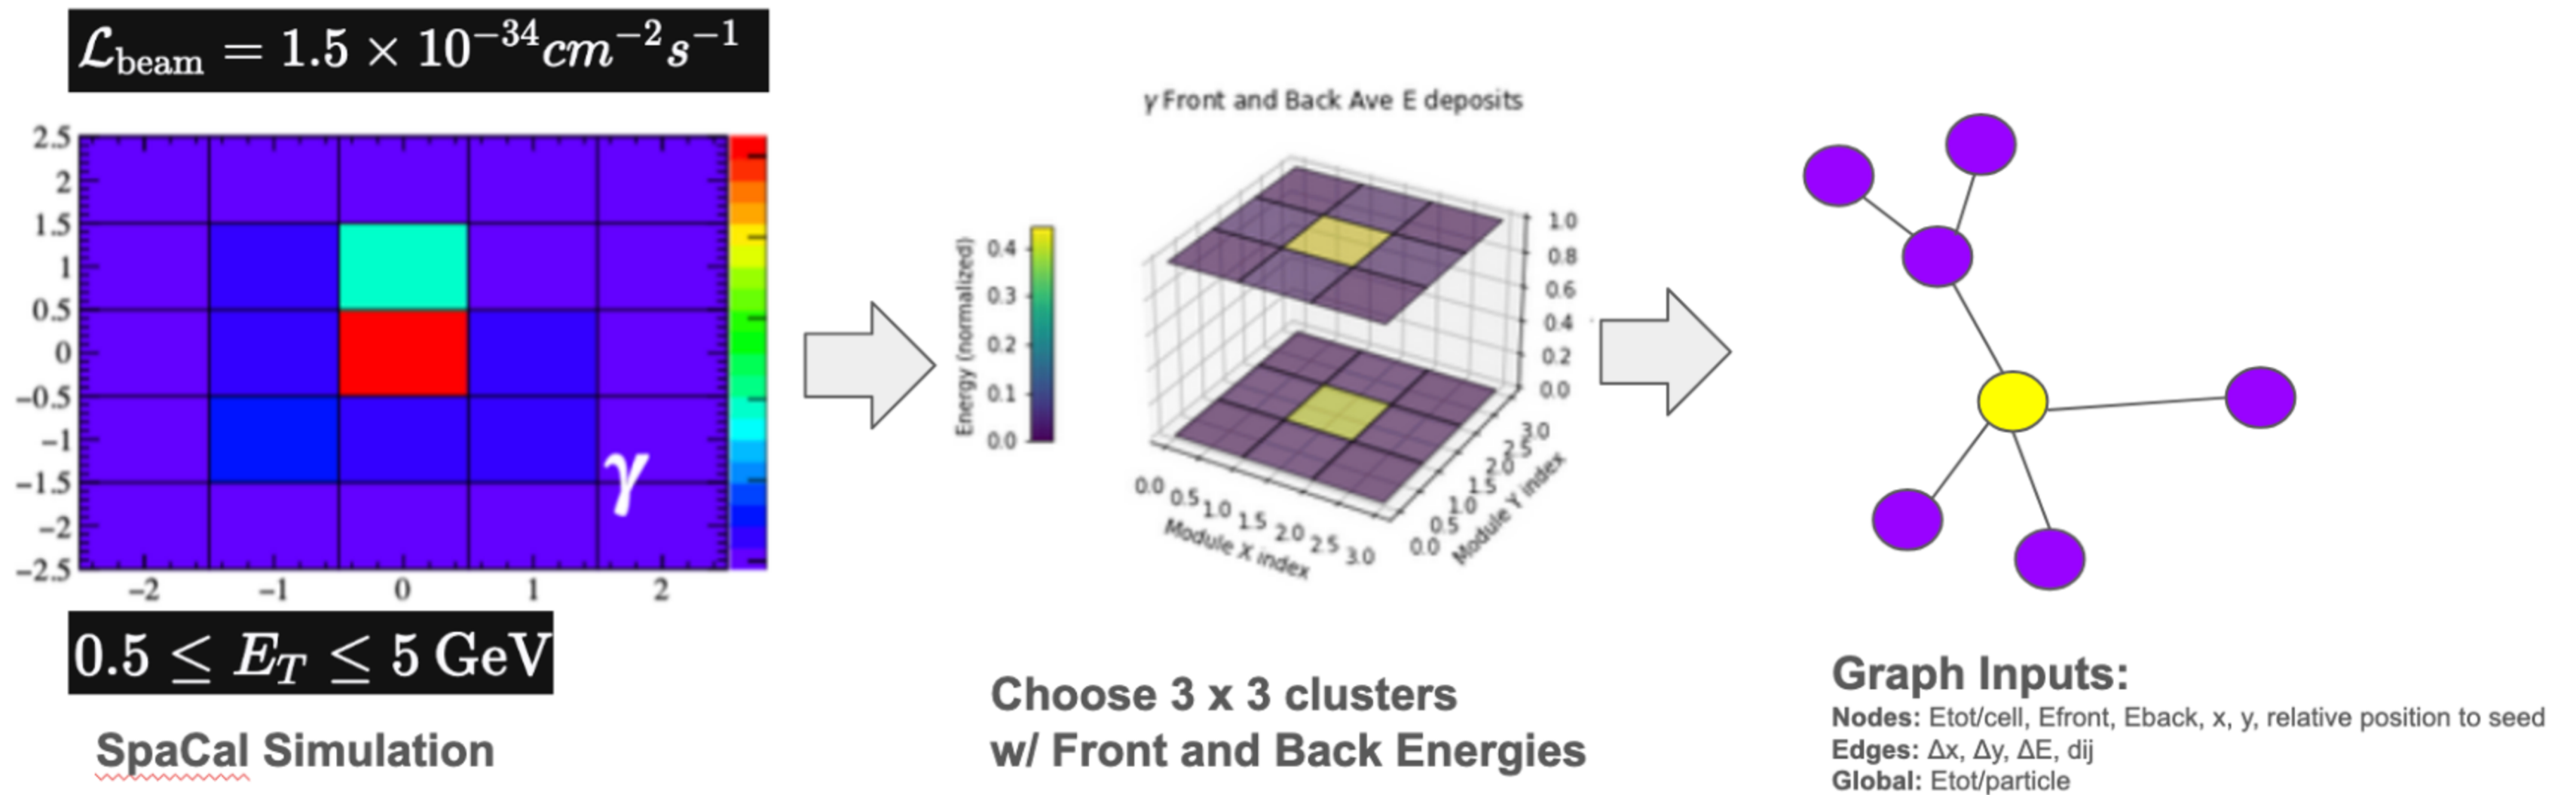 ℒ_beam = 1.5 × 10^−34 cm^−2 s^−1
2.5
2
1.5
1
0.5
0
−0.5
−1
−1.5
−2
−2.5
−2 −1 0 1 2
γ
0.5 ≤ E_T ≤ 5 GeV
SpaCal Simulation
γ Front and Back Ave E deposits
Energy (normalized)
0.4
0.3
0.2
0.1
0.0
1.0
0.8
0.6
0.4
0.2
0.0
0.0 0.5 1.0 1.5 2.0 2.5 3.0
Module X index
0.0 0.5 1.0 1.5 2.0 2.5 3.0
Module Y index
Choose 3 x 3 clusters
w/ Front and Back Energies
Graph Inputs:
Nodes: Etot/cell, Efront, Eback, x, y, relative position to seed
Edges: Δx, Δy, ΔE, dij
Global: Etot/particle